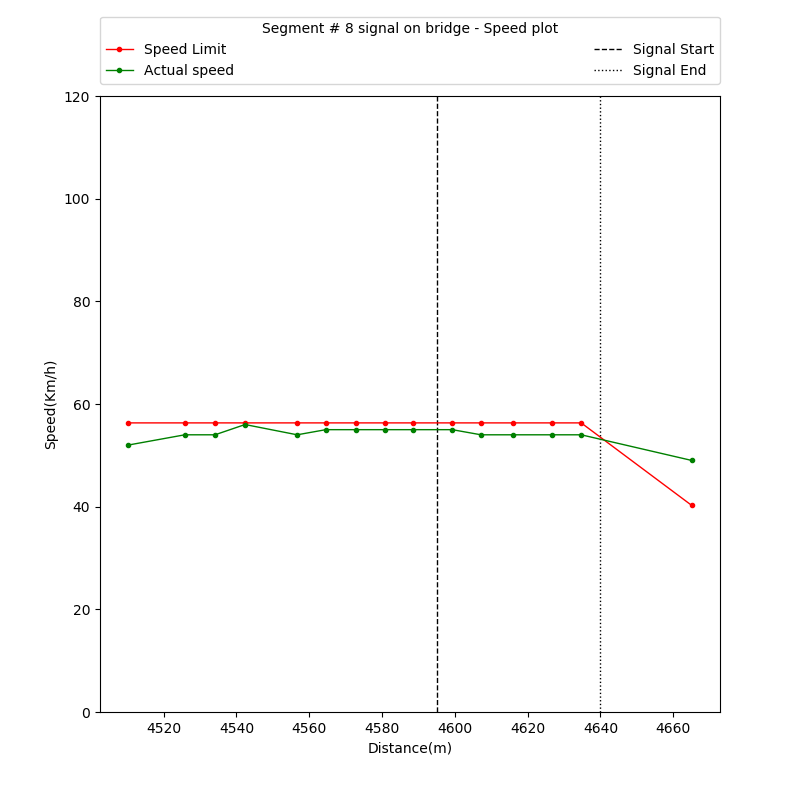 Segment # 8 signal on bridge - Speed plot
Speed Limit
Actual speed
Signal Start
Signal End
120
100
80
60
40
20
0
Speed(Km/h)
4520 4540 4560 4580 4600 4620 4640 4660
Distance(m)